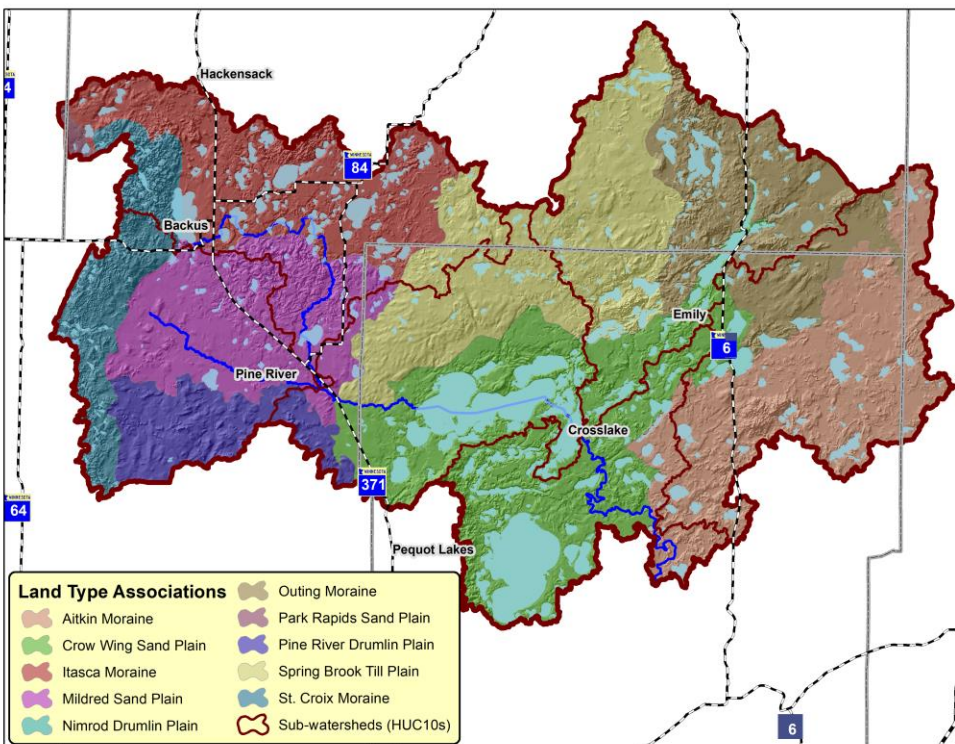 Hackensack
4
84
Backus
Emily
6
Pine River
Crosslake
371
64
Pequot Lakes
Land Type Associations
Aitkin Moraine
Crow Wing Sand Plain
Itasca Moraine
Mildred Sand Plain
Nimrod Drumlin Plain
Outing Moraine
Park Rapids Sand Plain
Pine River Drumlin Plain
Spring Brook Till Plain
St. Croix Moraine
Sub-watersheds (HUC10s)
6